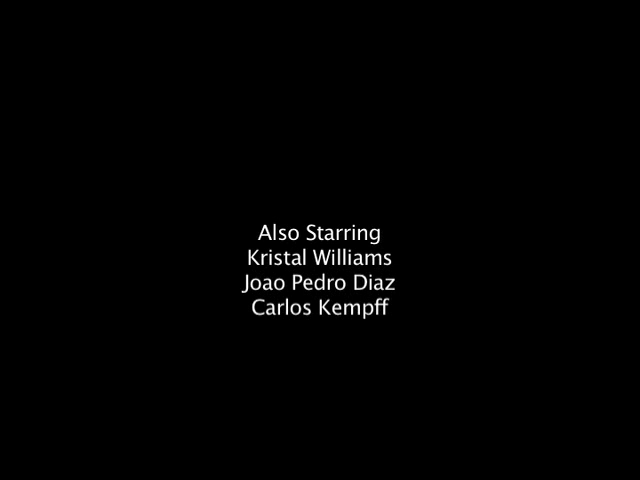 Also Starring
Kristal Williams
Joao Pedro Diaz
Carlos Kempff